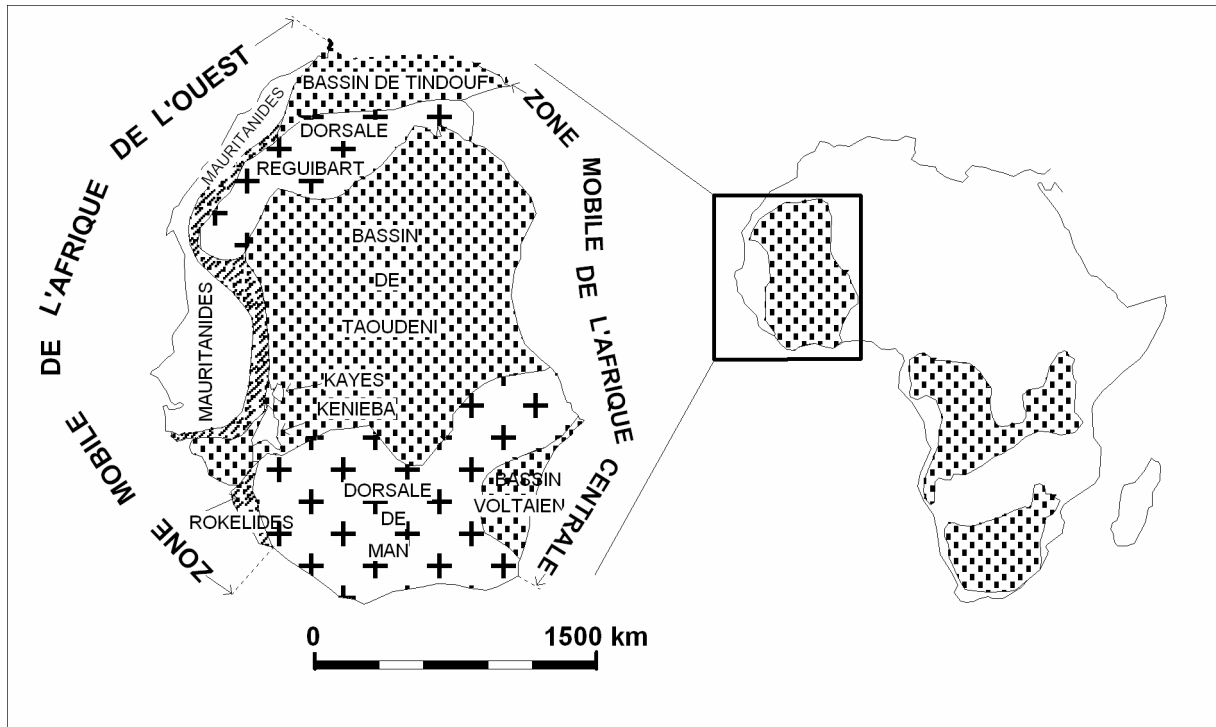 ZONE MOBILE DE L'AFRIQUE DE L'OUEST
ZONE MOBILE DE L'AFRIQUE CENTRALE
BASSIN DE TINDOUF
MAURITANIDES
DORSALE
REGUIBART
BASSIN
DE
TAOUDENI
MAURITANIDES
KAYES
KENIEBA
BASSIN
VOLTAIEN
DORSALE
DE
MAN
ROKELIDES
0 1500 km